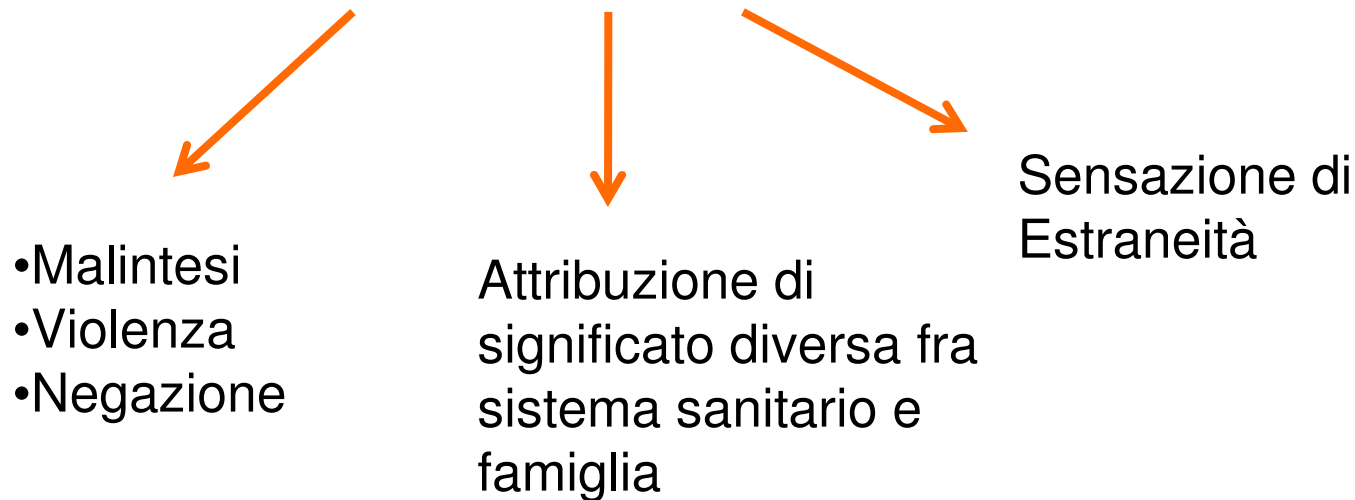 •Malintesi
•Violenza
•Negazione
Attribuzione di
significato diversa fra
sistema sanitario e
famiglia
Sensazione di
Estraneità